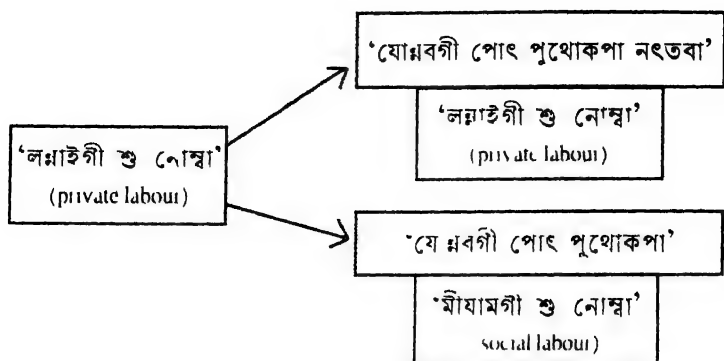 ‘লন্নাইগী শু নোম্বা’
(private labour)
‘যোন্নবগী পোৎ পুথোকপা নৎতবা’
‘লন্নাইগী শু নোম্বা’
(private labour)
‘যোন্নবগী পোৎ পুথোকপা’
‘মীয়ামগী শু নোম্বা’
social labour)